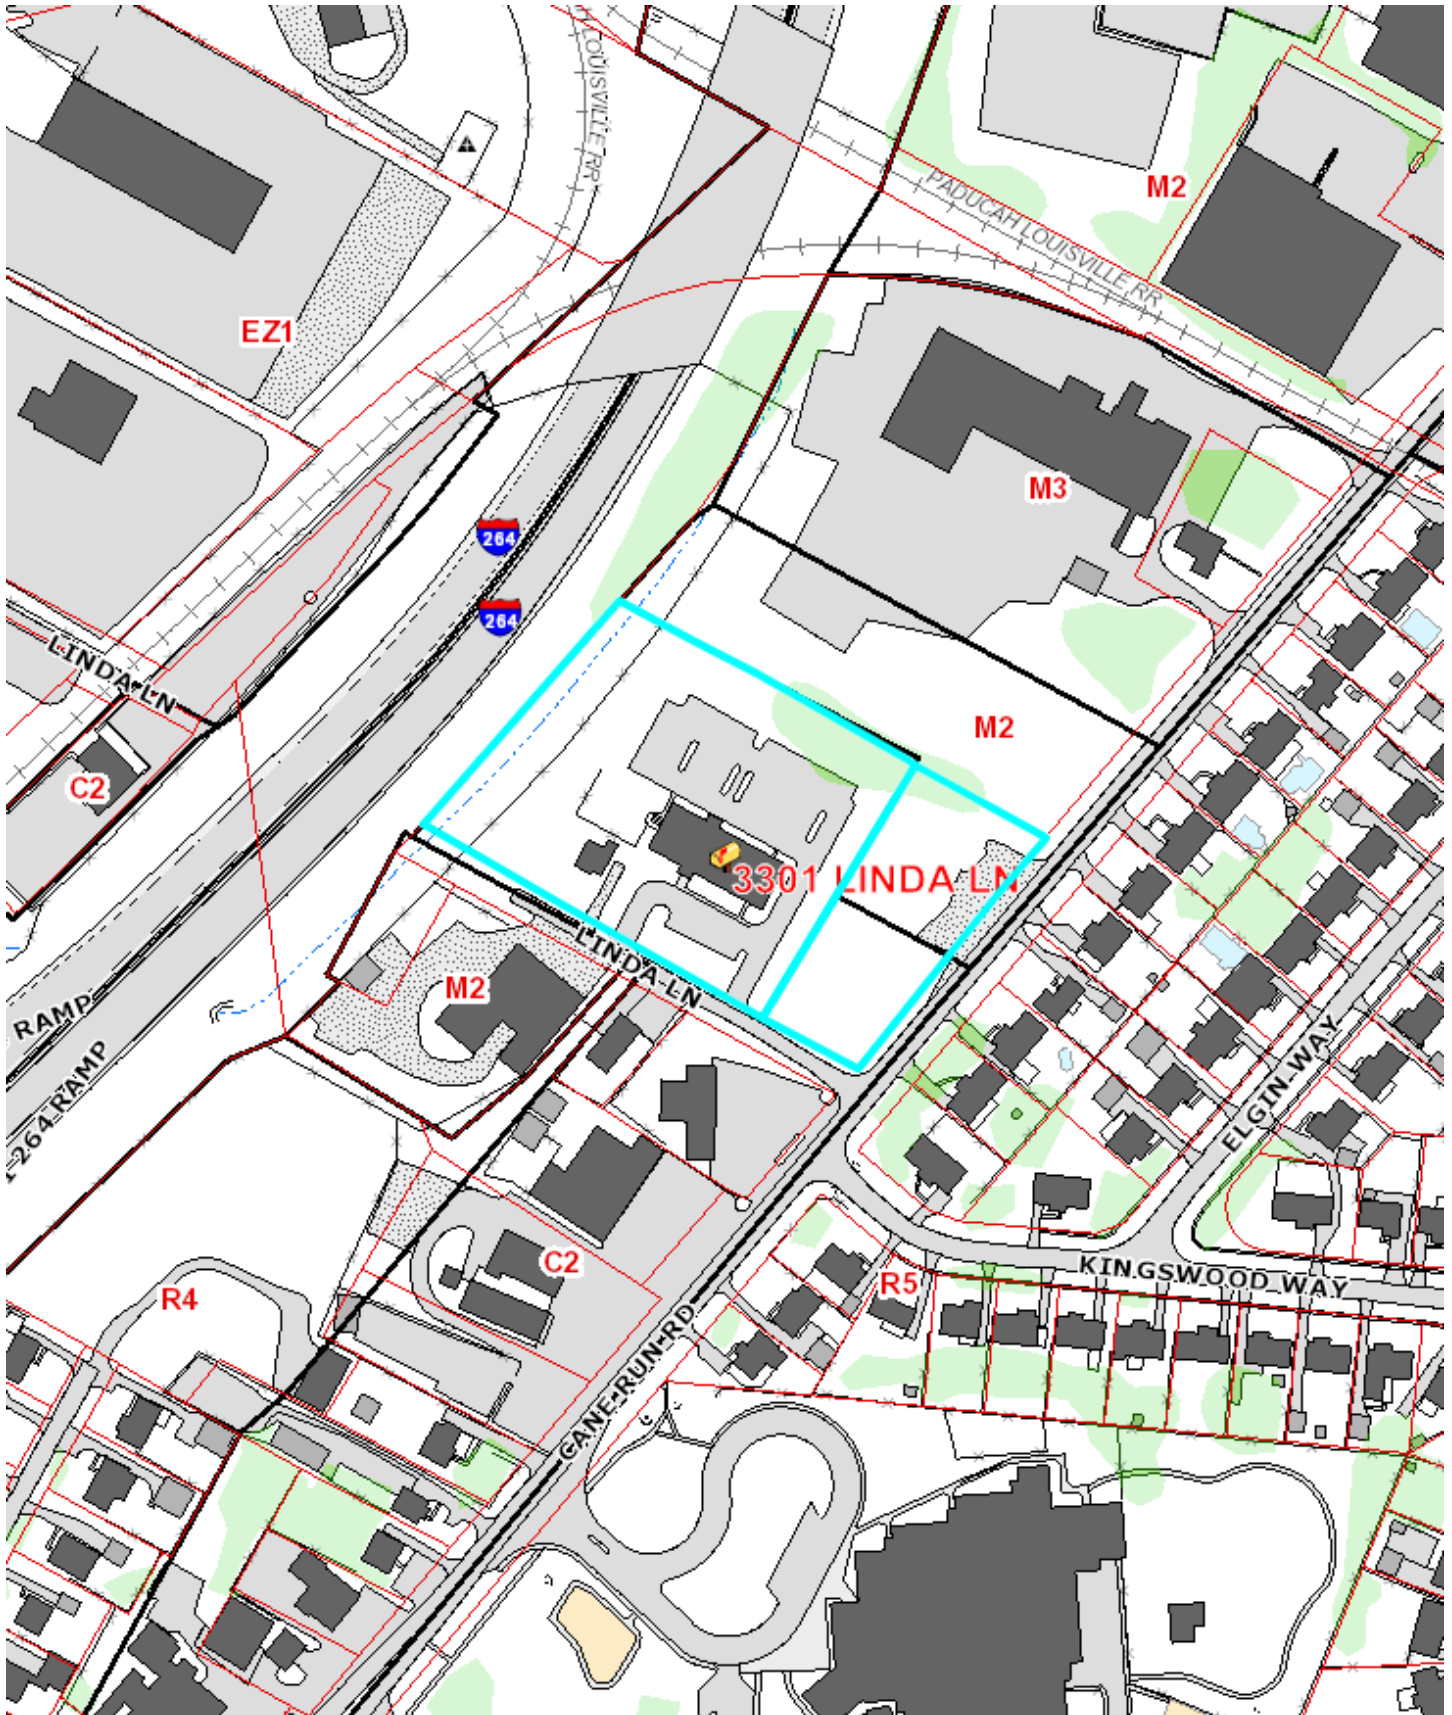 LOUISVILLE RR
M2
PADUCAH LOUISVILLE RR
EZ1
M3
264
264
LINDA LN
M2
C2
3301 LINDA LN
LINDA LN
M2
RAMP
264 RAMP
ELGIN WAY
C2
KINGSWOOD WAY
R5
R4
CANE RUN RD